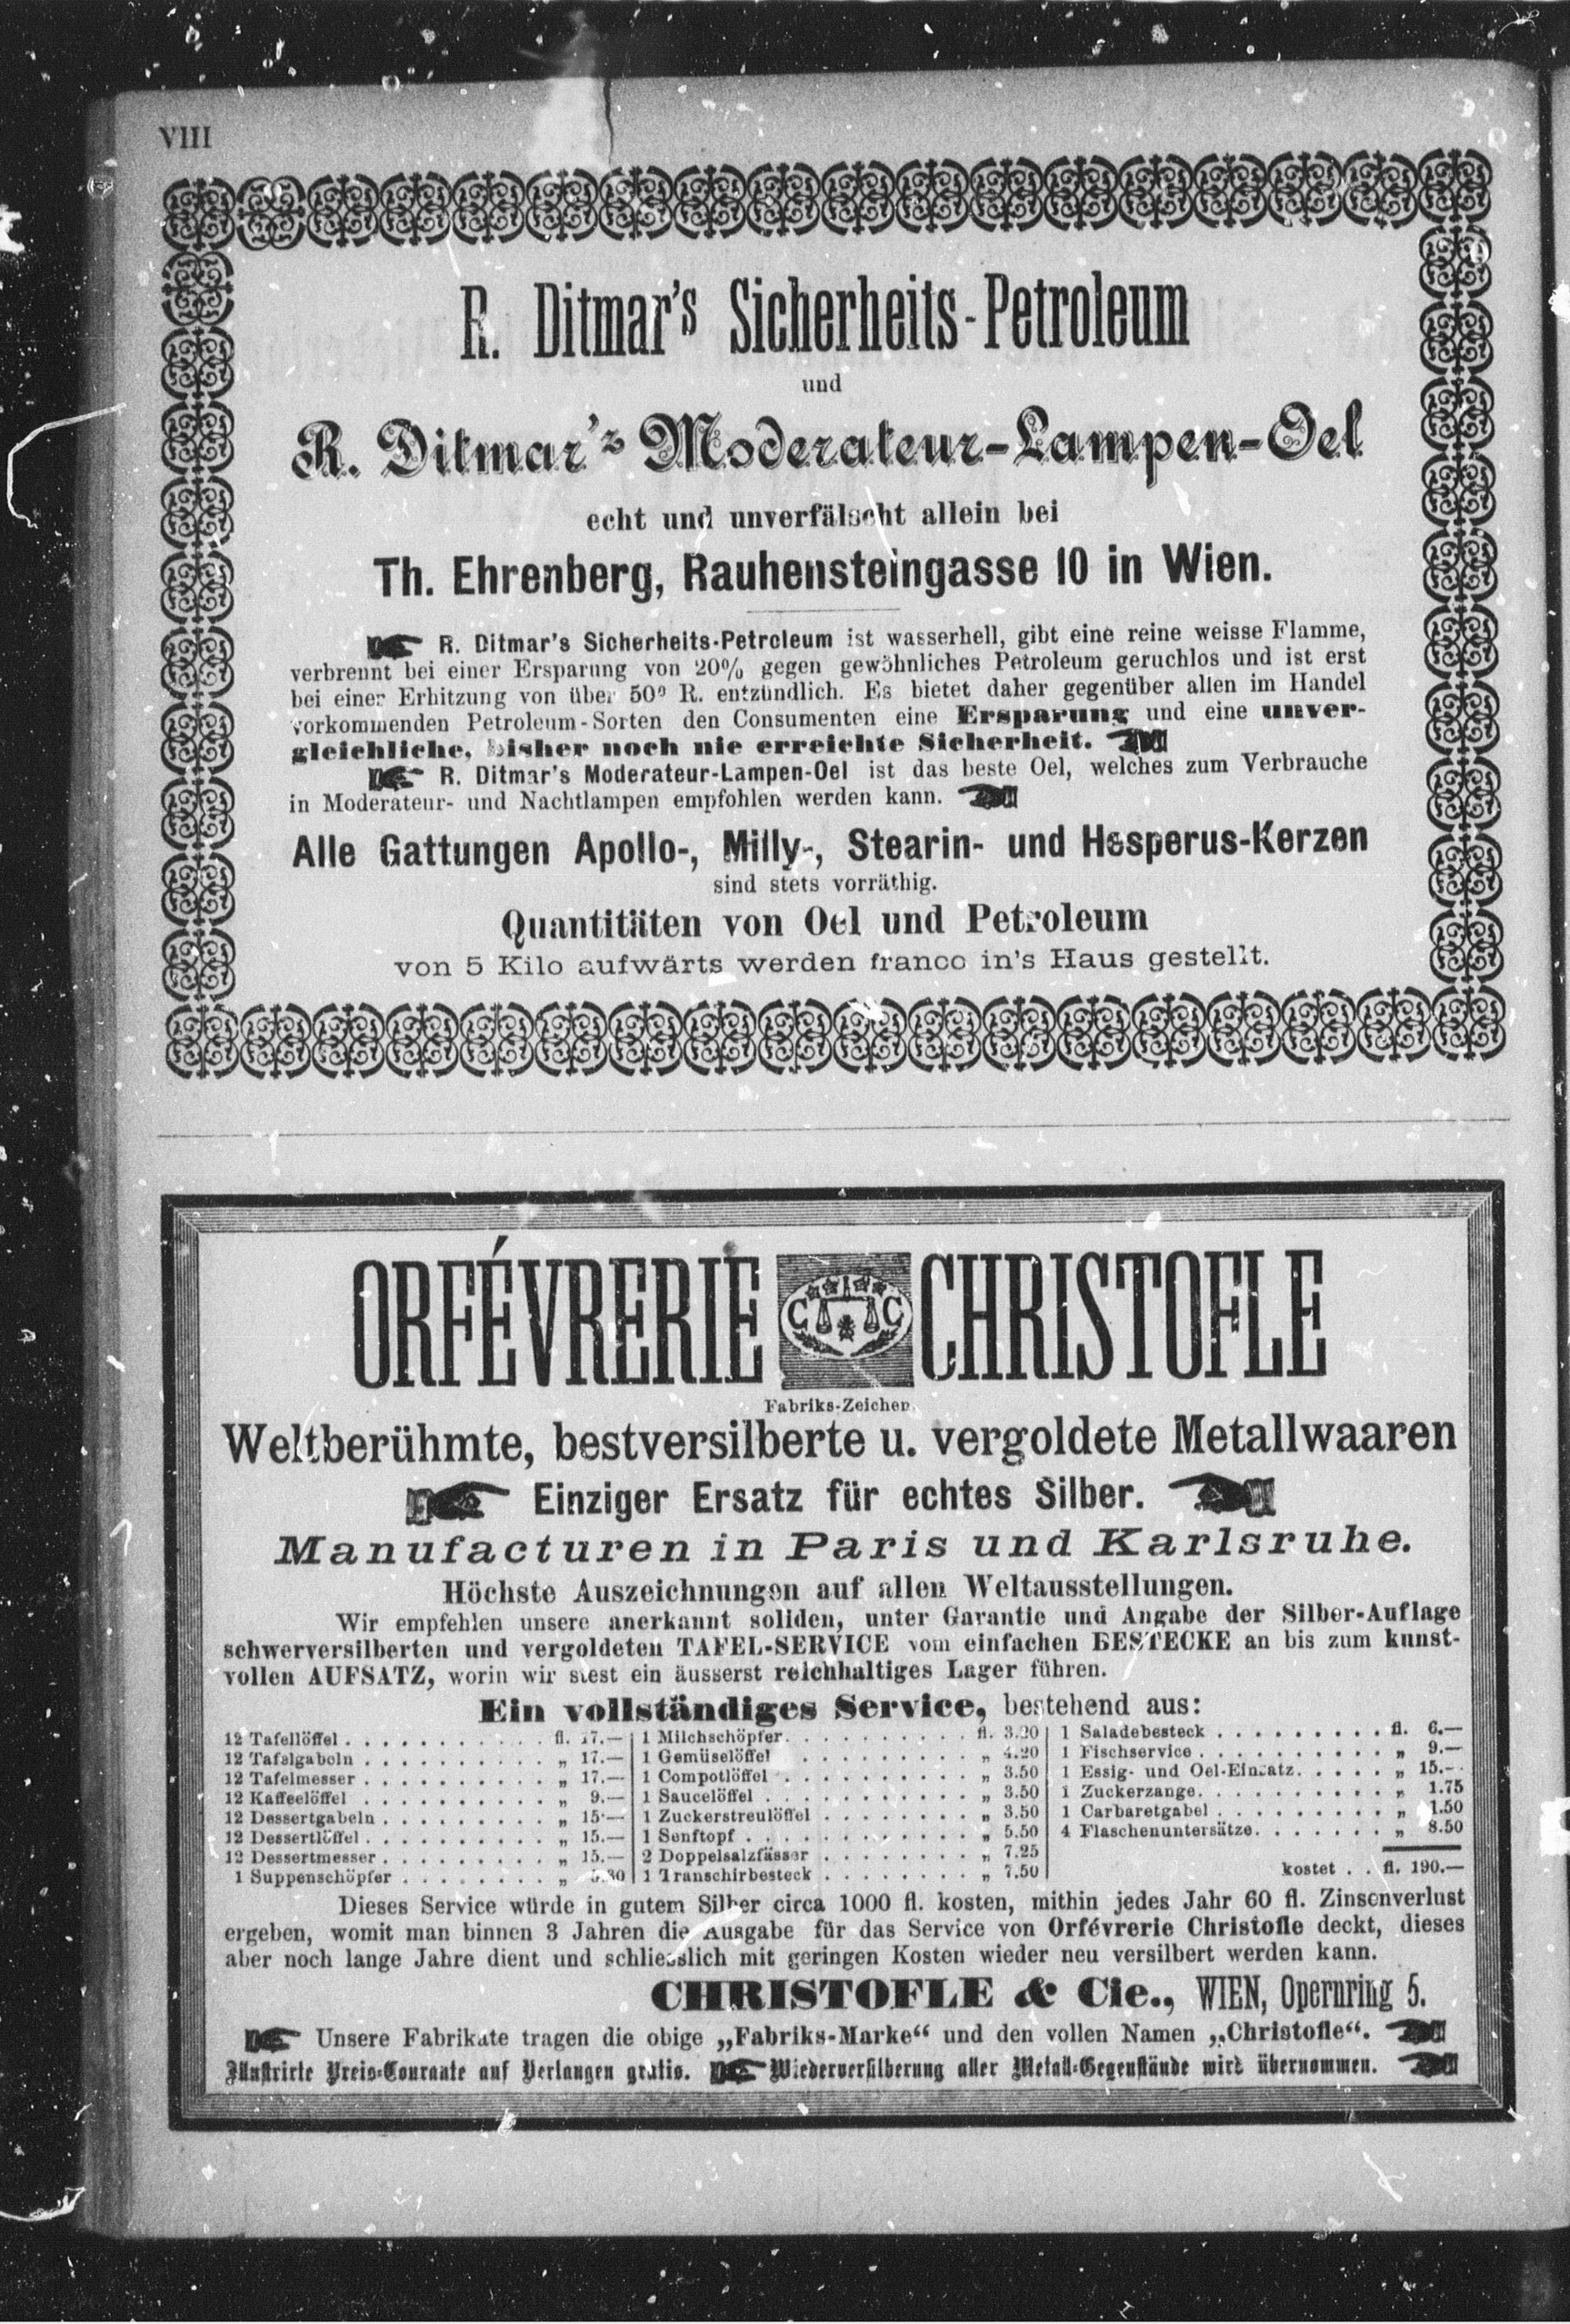 VIII
R. Ditmar's Sicherheits-Petroleum
und
R. Ditmar's Moderateur-Lampen-Oel
echt und unverfälscht allein bei
Th. Ehrenberg, Rauhensteingasse 10 in Wien.
R. Ditmar's Sicherheits-Petroleum ist wasserhell, gibt eine reine weisse Flamme,
verbrennt bei einer Ersparung von 20% gegen gewöhnliches Petroleum geruchlos und ist erst
bei einer Erhitzung von über 50° R. entzündlich. Es bietet daher gegenüber allen im Handel
vorkommenden Petroleum-Sorten den Consumenten eine Ersparung und eine unver-
gleichliche, bisher noch nie erreichte Sicherheit.
R. Ditmar's Moderateur-Lampen-Oel ist das beste Oel, welches zum Verbrauche
in Moderateur- und Nachtlampen empfohlen werden kann.
Alle Gattungen Apollo-, Milly-, Stearin- und Hesperus-Kerzen
sind stets vorräthig.
Quantitäten von Oel und Petroleum
von 5 Kilo aufwärts werden franco in's Haus gestellt.
ORFÉVRERIE C C CHRISTOFLE
Fabriks-Zeichen
Weltberühmte, bestversilberte u. vergoldete Metallwaaren
Einziger Ersatz für echtes Silber.
Manufacturen in Paris und Karlsruhe.
Höchste Auszeichnungen auf allen Weltausstellungen.
Wir empfehlen unsere anerkannt soliden, unter Garantie und Angabe der Silber-Auflage
schwerversilberten und vergoldeten TAFEL-SERVICE vom einfachen BESTECKE an bis zum kunst-
vollen AUFSATZ, worin wir stest ein äusserst reichhaltiges Lager führen.
Ein vollständiges Service, bestehend aus:
12 Tafellöffel . . . . . . . . . . . . fl. 17.—
12 Tafelgabeln . . . . . . . . . . . „ 17.—
12 Tafelmesser . . . . . . . . . . . „ 17.—
12 Kaffeelöffel . . . . . . . . . . . „ 9.—
12 Dessertgabeln . . . . . . . . . . „ 15.—
12 Dessertlöffel . . . . . . . . . . . „ 15.—
12 Dessertmesser . . . . . . . . . . „ 15.—
1 Suppenschöpfer . . . . . . . . „
1 Milchschöpfer . . . . . . . . . . fl. 3.20
1 Gemüselöffel . . . . . . . . . . „ 4.20
1 Compotlöffel . . . . . . . . . . „ 3.50
1 Saucelöffel . . . . . . . . . . . „ 3.50
1 Zuckerstreulöffel . . . . . . . . „ 3.50
1 Senftopf . . . . . . . . . . . . „ 5.50
2 Doppelsalzfässer . . . . . . . . „ 7.25
1 Transchirbesteck . . . . . . . . „ 7.50
1 Saladebesteck . . . . . . . . . fl. 6.—
1 Fischservice . . . . . . . . . . „ 9.—
1 Essig- und Oel-Einsatz . . . . . „ 15.—
1 Zuckerzange . . . . . . . . . . „ 1.75
1 Carbaretgabel . . . . . . . . . „ 1.50
4 Flaschenuntersätze . . . . . . . „ 8.50
kostet . . fl. 190.—
Dieses Service würde in gutem Silber circa 1000 fl. kosten, mithin jedes Jahr 60 fl. Zinsenverlust
ergeben, womit man binnen 3 Jahren die Ausgabe für das Service von Orfévrerie Christofle deckt, dieses
aber noch lange Jahre dient und schliesslich mit geringen Kosten wieder neu versilbert werden kann.
CHRISTOFLE & Cie., WIEN, Opernring 5.
Unsere Fabrikate tragen die obige „Fabriks-Marke“ und den vollen Namen „Christofle“.
Illustrirte Preis-Courante auf Verlangen gratis. Wiederversilberung aller Metall-Gegenstände wird übernommen.